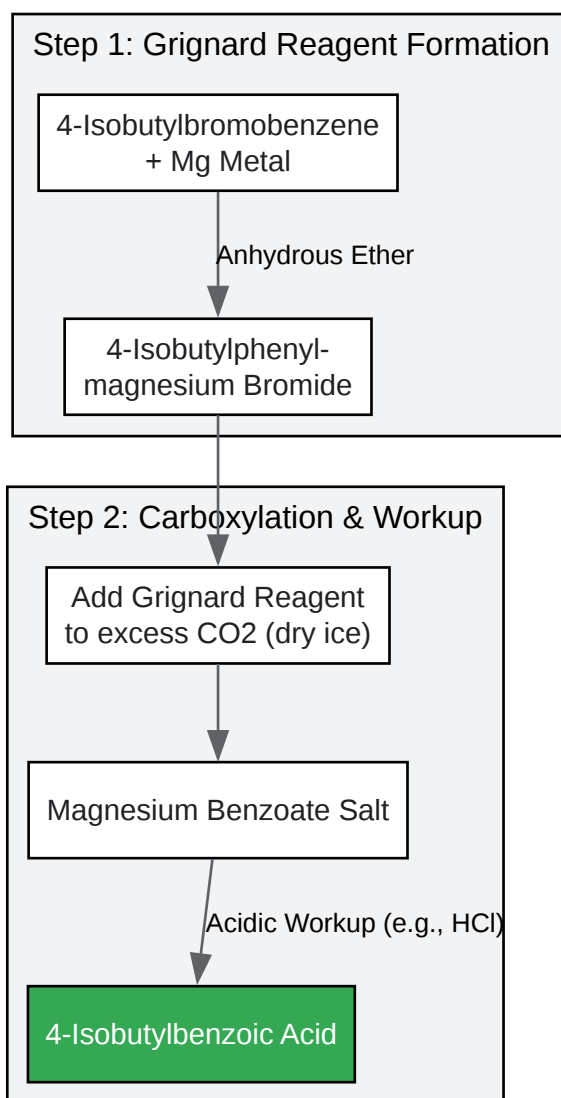 Step 1: Grignard Reagent Formation
4-Isobutylbromobenzene
+ Mg Metal
Anhydrous Ether
4-Isobutylphenyl-
magnesium Bromide
Step 2: Carboxylation & Workup
Add Grignard Reagent
to excess CO2 (dry ice)
Magnesium Benzoate Salt
Acidic Workup (e.g., HCl)
4-Isobutylbenzoic Acid